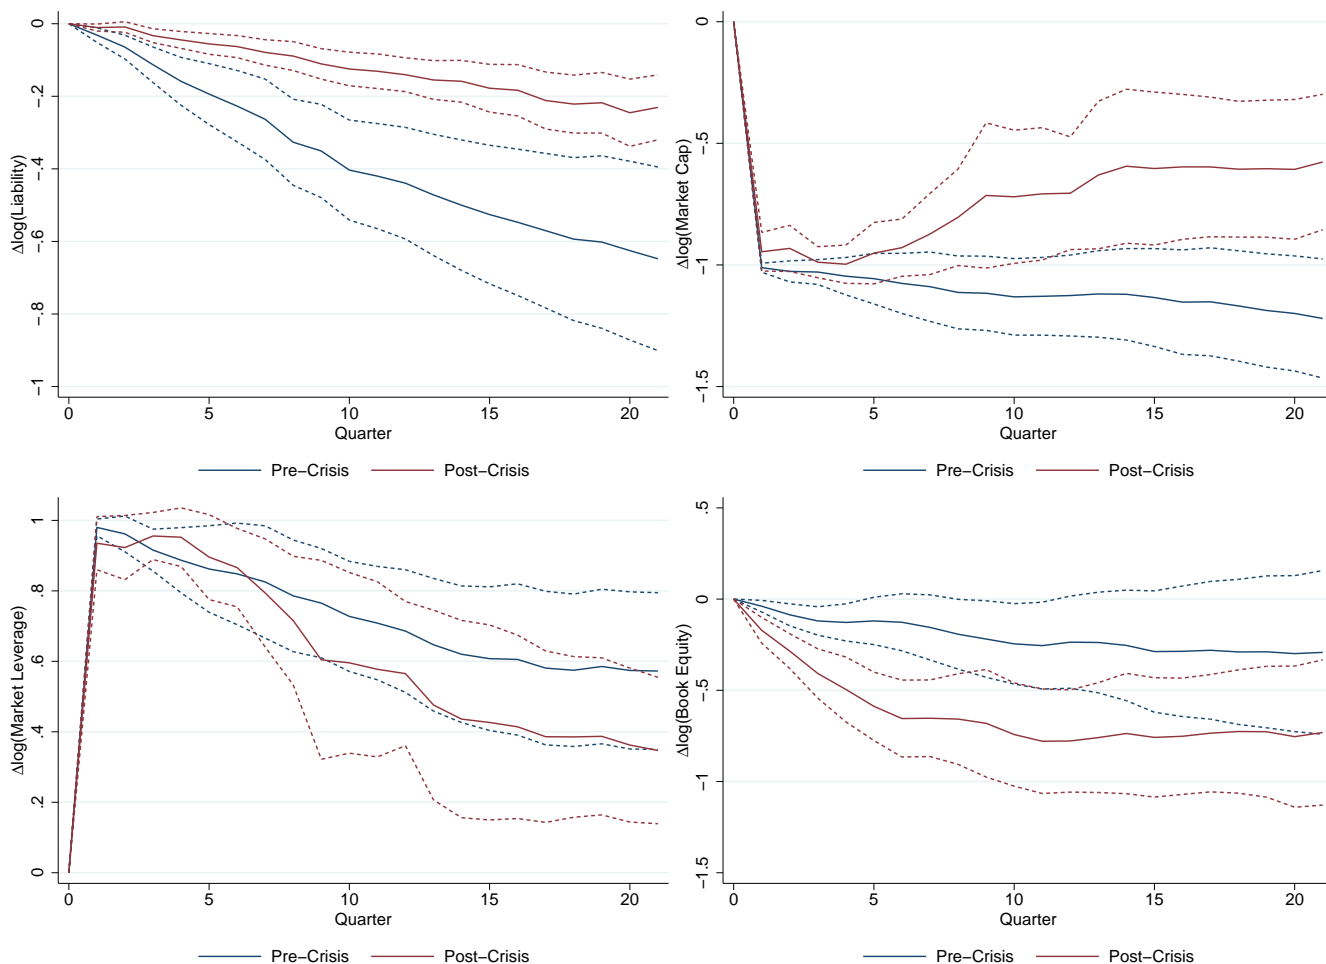 Δlog(Liability)
0
−.2
−.4
−.6
−.8
−1
0 5 10 15 20
Quarter
Pre−Crisis Post−Crisis
Δlog(Market Cap)
0
−.5
−1
−1.5
0 5 10 15 20
Quarter
Pre−Crisis Post−Crisis
Δlog(Market Leverage)
1
.8
.6
.4
.2
0
0 5 10 15 20
Quarter
Pre−Crisis Post−Crisis
Δlog(Book Equity)
.5
0
−.5
−1
−1.5
0 5 10 15 20
Quarter
Pre−Crisis Post−Crisis